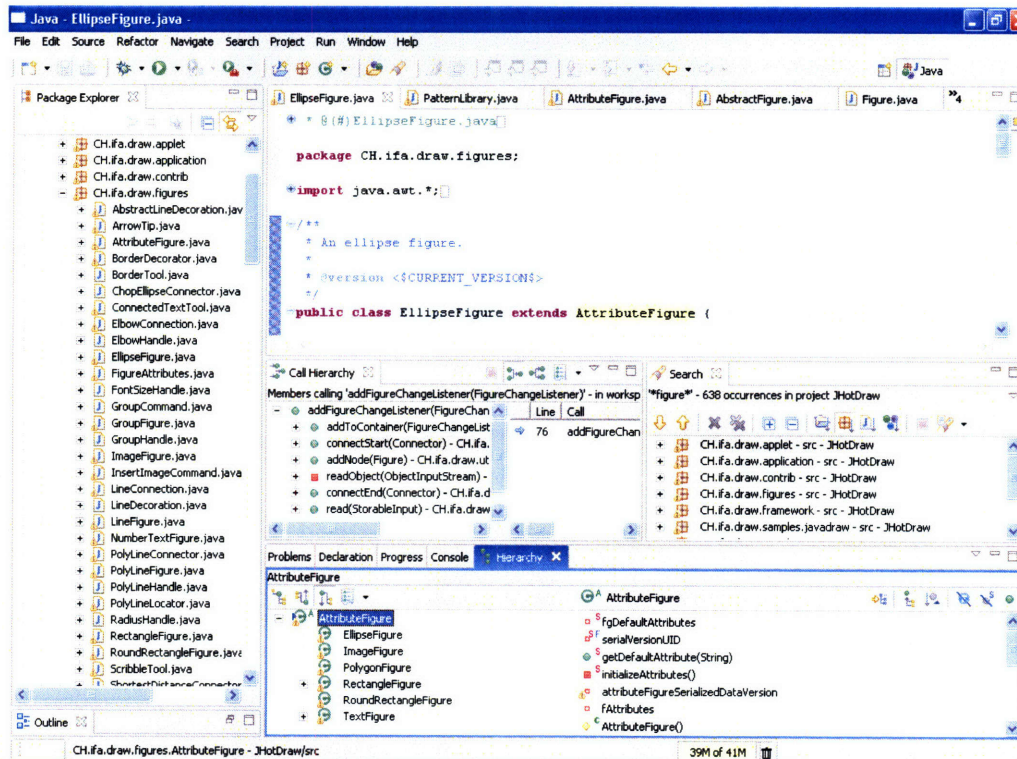 Java - EllipseFigure.java -
File Edit Source Refactor Navigate Search Project Run Window Help
Java
Package Explorer
CH.ifa.draw.applet
CH.ifa.draw.application
CH.ifa.draw.contrib
CH.ifa.draw.figures
AbstractLineDecoration.jav
ArrowTip.java
AttributeFigure.java
BorderDecorator.java
BorderTool.java
ChopEllipseConnector.java
ConnectedTextTool.java
ElbowConnection.java
ElbowHandle.java
EllipseFigure.java
FigureAttributes.java
FontSizeHandle.java
GroupCommand.java
GroupFigure.java
GroupHandle.java
ImageFigure.java
InsertImageCommand.java
LineConnection.java
LineDecoration.java
LineFigure.java
NumberTextFigure.java
PolyLineConnector.java
PolyLineFigure.java
PolyLineHandle.java
PolyLineLocator.java
RadiusHandle.java
RectangleFigure.java
RoundRectangleFigure.java
ScribbleTool.java
ShortestDistanceConnector
Outline
EllipseFigure.java PatternLibrary.java AttributeFigure.java AbstractFigure.java Figure.java »4
* @(#)EllipseFigure.java
package CH.ifa.draw.figures;
import java.awt.*;
/**
* An ellipse figure.
*
* @version <$CURRENT_VERSION$>
*/
public class EllipseFigure extends AttributeFigure {
Call Hierarchy
Members calling 'addFigureChangeListener(FigureChangeListener)' - in worksp
addFigureChangeListener(FigureChan
addToContainer(FigureChangeList
connectStart(Connector) - CH.ifa.
addNode(Figure) - CH.ifa.draw.ut
readObject(ObjectInputStream) -
connectEnd(Connector) - CH.ifa.d
read(StorableInput) - CH.ifa.draw
Line Call
76 addFigureChan
Search
'*figure*' - 638 occurrences in project JHotDraw
CH.ifa.draw.applet - src - JHotDraw
CH.ifa.draw.application - src - JHotDraw
CH.ifa.draw.contrib - src - JHotDraw
CH.ifa.draw.figures - src - JHotDraw
CH.ifa.draw.framework - src - JHotDraw
CH.ifa.draw.samples.javadraw - src - JHotDraw
Problems Declaration Progress Console Hierarchy
AttributeFigure
AttributeFigure
EllipseFigure
ImageFigure
PolygonFigure
RectangleFigure
RoundRectangleFigure
TextFigure
AttributeFigure
fgDefaultAttributes
serialVersionUID
getDefaultAttribute(String)
initializeAttributes()
attributeFigureSerializedDataVersion
fAttributes
AttributeFigure()
CH.ifa.draw.figures.AttributeFigure - JHotDraw/src
39M of 41M